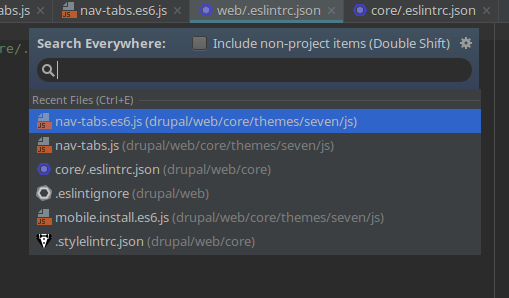 abs.js × nav-tabs.es6.js × web/.eslintrc.json × core/.eslintrc.json ×
re/.
Search Everywhere: Include non-project items (Double Shift)
Recent Files (Ctrl+E)
nav-tabs.es6.js (drupal/web/core/themes/seven/js)
nav-tabs.js (drupal/web/core/themes/seven/js)
core/.eslintrc.json (drupal/web/core)
.eslintignore (drupal/web)
mobile.install.es6.js (drupal/web/core/themes/seven/js)
.stylelintrc.json (drupal/web/core)